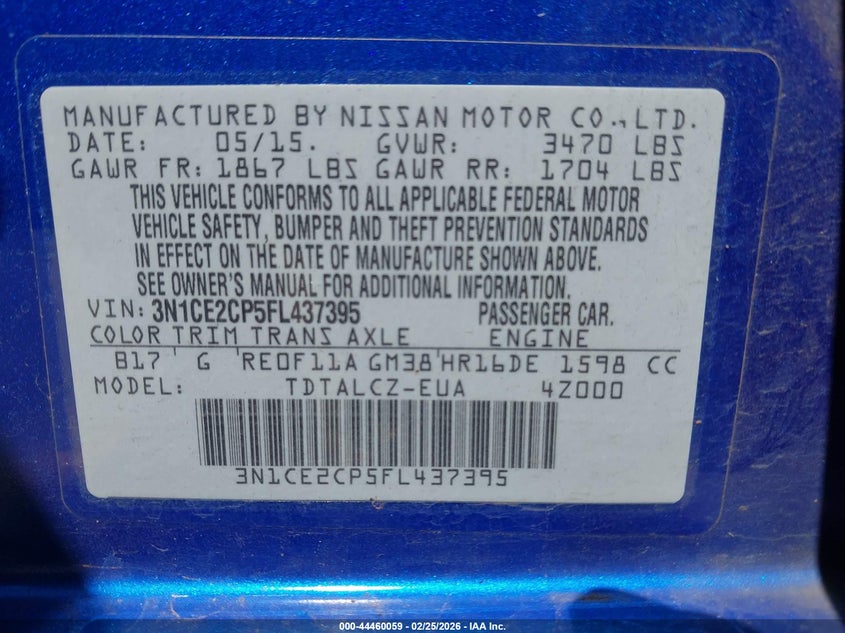 MANUFACTURED BY NISSAN MOTOR CO., LTD.
DATE: 05/15. GVWR: 3470 LBS
GAWR FR: 1867 LBS GAWR RR: 1704 LBS
THIS VEHICLE CONFORMS TO ALL APPLICABLE FEDERAL MOTOR
VEHICLE SAFETY, BUMPER AND THEFT PREVENTION STANDARDS
IN EFFECT ON THE DATE OF MANUFACTURE SHOWN ABOVE.
SEE OWNER'S MANUAL FOR ADDITIONAL INFORMATION.
VIN: 3N1CE2CP5FL437395 PASSENGER CAR.
COLOR TRIM TRANS AXLE ENGINE
B17 ' G 'RE0F11A GM38'HR16DE 1598 CC
MODEL: TDTALCZ-EUA 4Z000
3N1CE2CP5FL437395
000-44460059 - 02/25/2026 - IAA Inc.